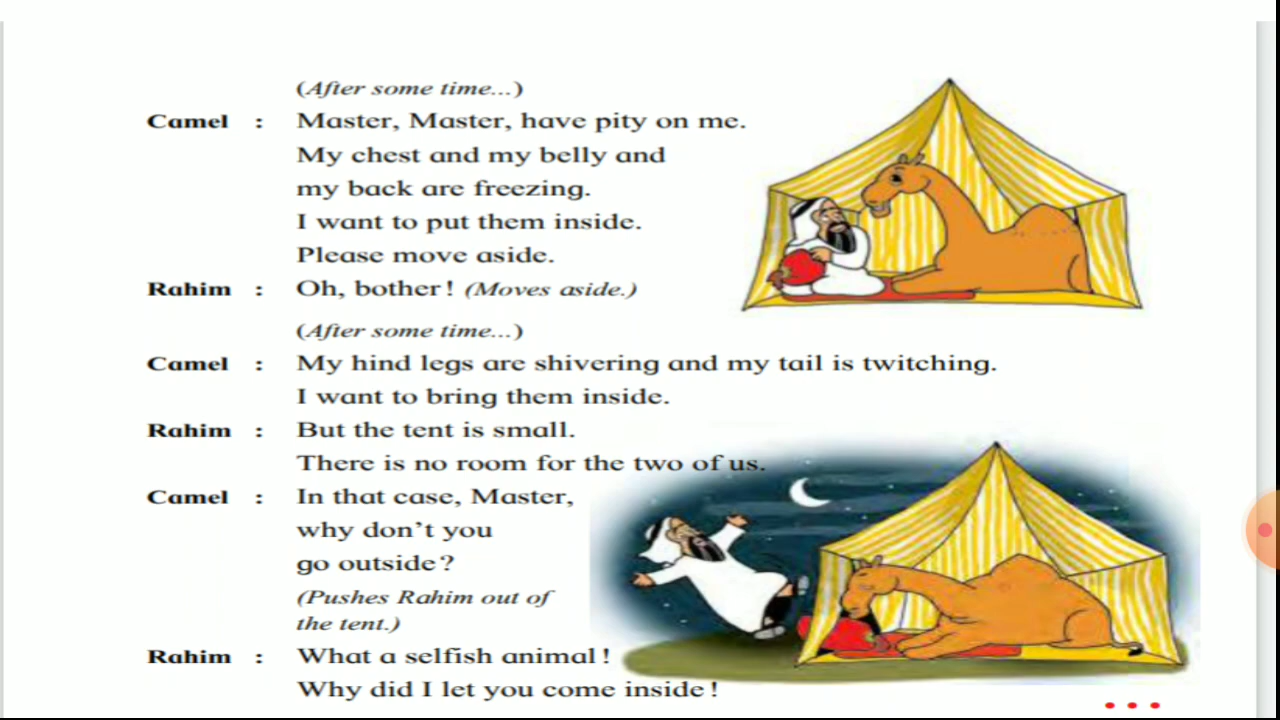 (After some time...)
Camel : Master, Master, have pity on me.
My chest and my belly and
my back are freezing.
I want to put them inside.
Please move aside.
Rahim : Oh, bother! (Moves aside.)
(After some time...)
Camel : My hind legs are shivering and my tail is twitching.
I want to bring them inside.
Rahim : But the tent is small.
There is no room for the two of us.
Camel : In that case, Master,
why don't you
go outside?
(Pushes Rahim out of
the tent.)
Rahim : What a selfish animal!
Why did I let you come inside!